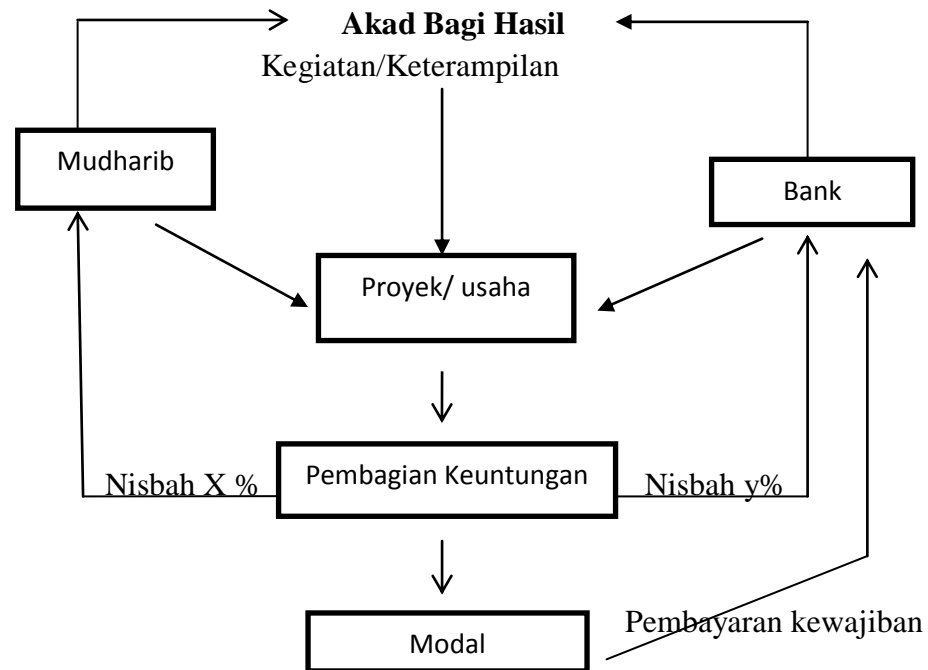 Akad Bagi Hasil
Kegiatan/Keterampilan
Mudharib
Bank
Proyek/ usaha
Nisbah X %
Pembagian Keuntungan
Nisbah y%
Pembayaran kewajiban
Modal